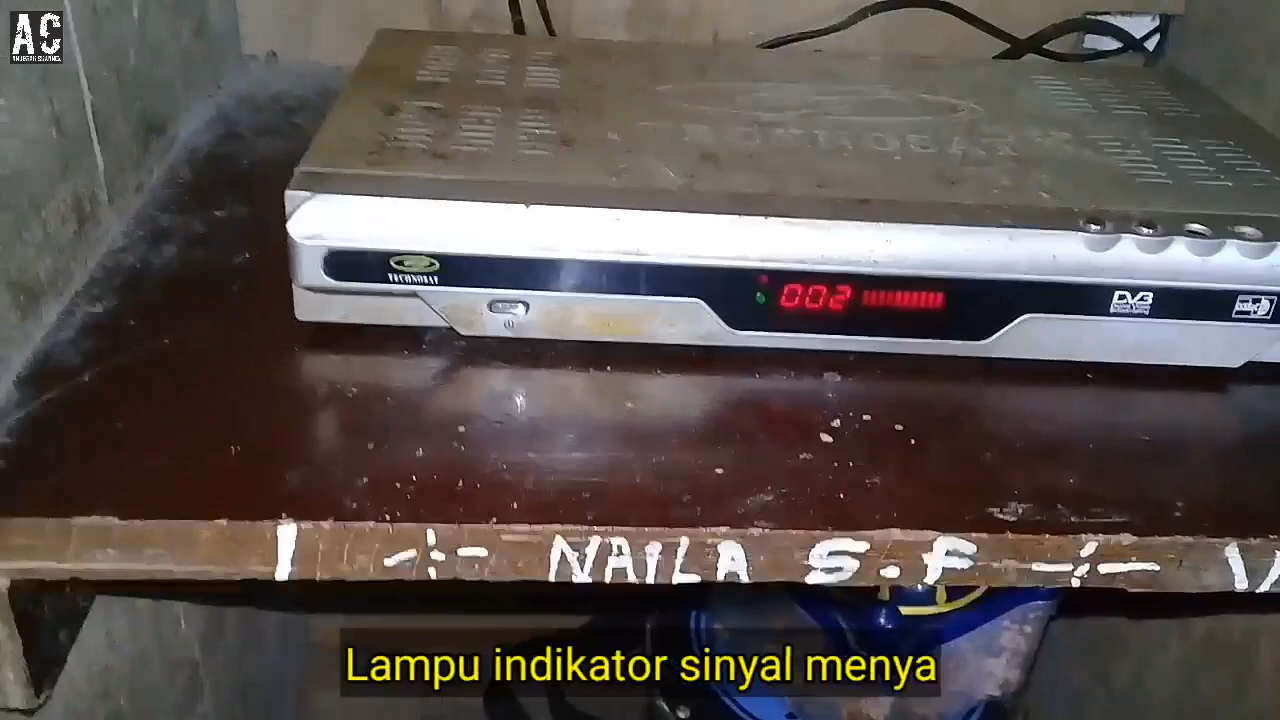 AC
TECHNOSAT
002
DVB
I -:- NAILA S.F -:-
Lampu indikator sinyal menya